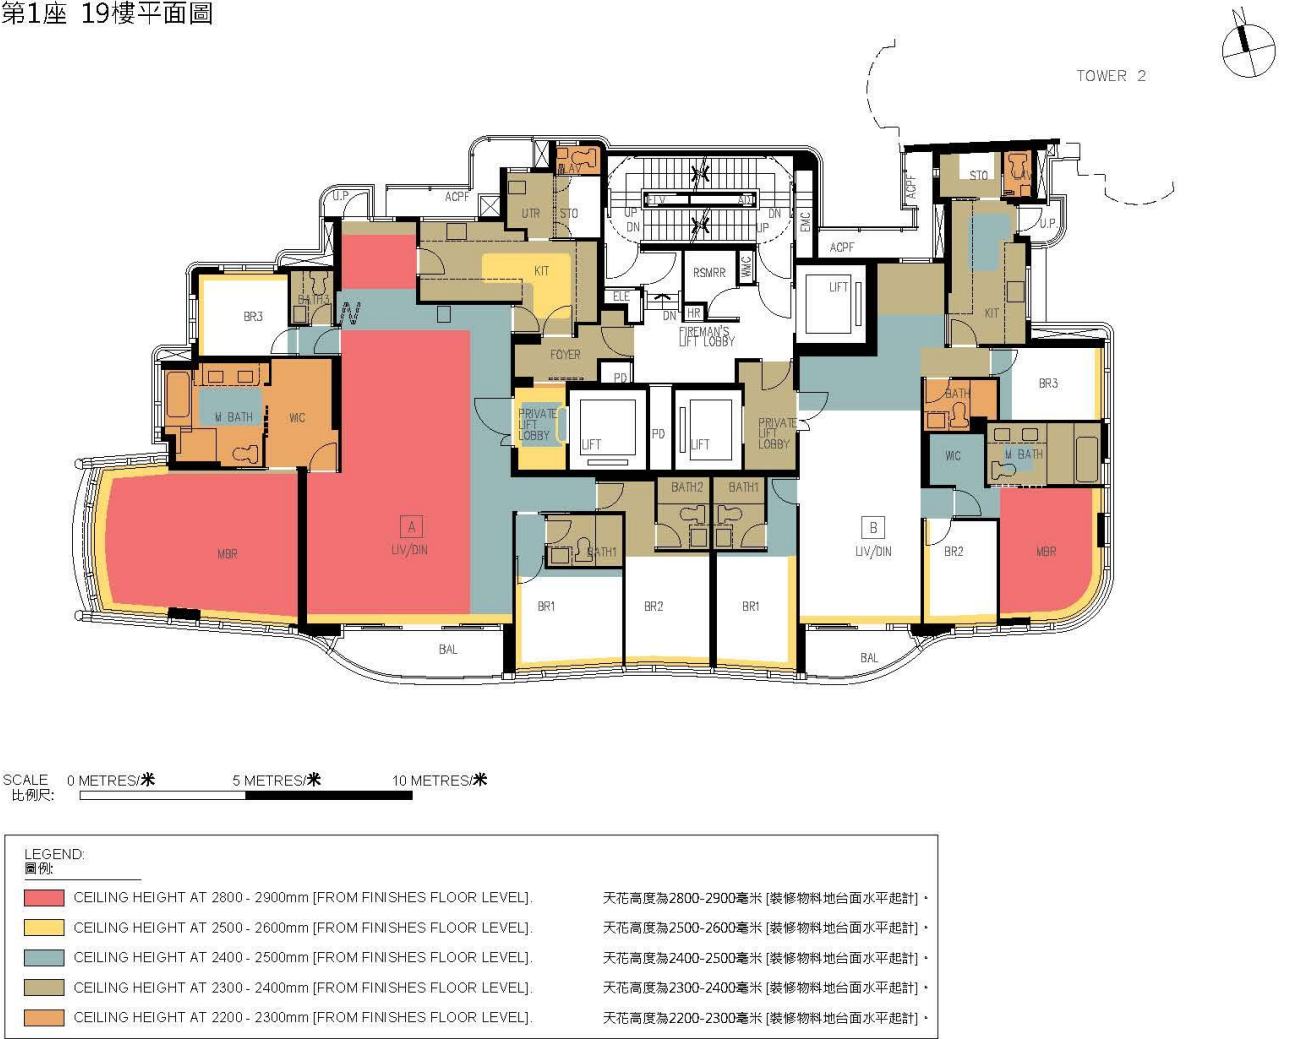 第1座 19樓平面圖
N
TOWER 2
LAV
U.P.
ACPF
UTR
STO
UP
DN
DN
UP
EMC
ACPF
ACPF
STO
LAV
U.P.
BR3
BATH3
KIT
RSMRR
WMC
LIFT
ELE
DN
HR
FIREMAN'S
LIFT LOBBY
KIT
FOYER
PD
M BATH
WIC
PRIVATE
LIFT
LOBBY
LIFT
PD
LIFT
PRIVATE
LIFT
LOBBY
BATH
BR3
WIC
M BATH
MBR
A
LIV/DIN
BATH2
BATH1
BATH1
B
LIV/DIN
BR2
MBR
BR1
BR2
BR1
BAL
BAL
SCALE 0 METRES/米 5 METRES/米 10 METRES/米
比例尺:
LEGEND:
圖例:
CEILING HEIGHT AT 2800 - 2900mm [FROM FINISHES FLOOR LEVEL]. 天花高度為2800-2900毫米 [裝修物料地台面水平起計]。
CEILING HEIGHT AT 2500 - 2600mm [FROM FINISHES FLOOR LEVEL]. 天花高度為2500-2600毫米 [裝修物料地台面水平起計]。
CEILING HEIGHT AT 2400 - 2500mm [FROM FINISHES FLOOR LEVEL]. 天花高度為2400-2500毫米 [裝修物料地台面水平起計]。
CEILING HEIGHT AT 2300 - 2400mm [FROM FINISHES FLOOR LEVEL]. 天花高度為2300-2400毫米 [裝修物料地台面水平起計]。
CEILING HEIGHT AT 2200 - 2300mm [FROM FINISHES FLOOR LEVEL]. 天花高度為2200-2300毫米 [裝修物料地台面水平起計]。